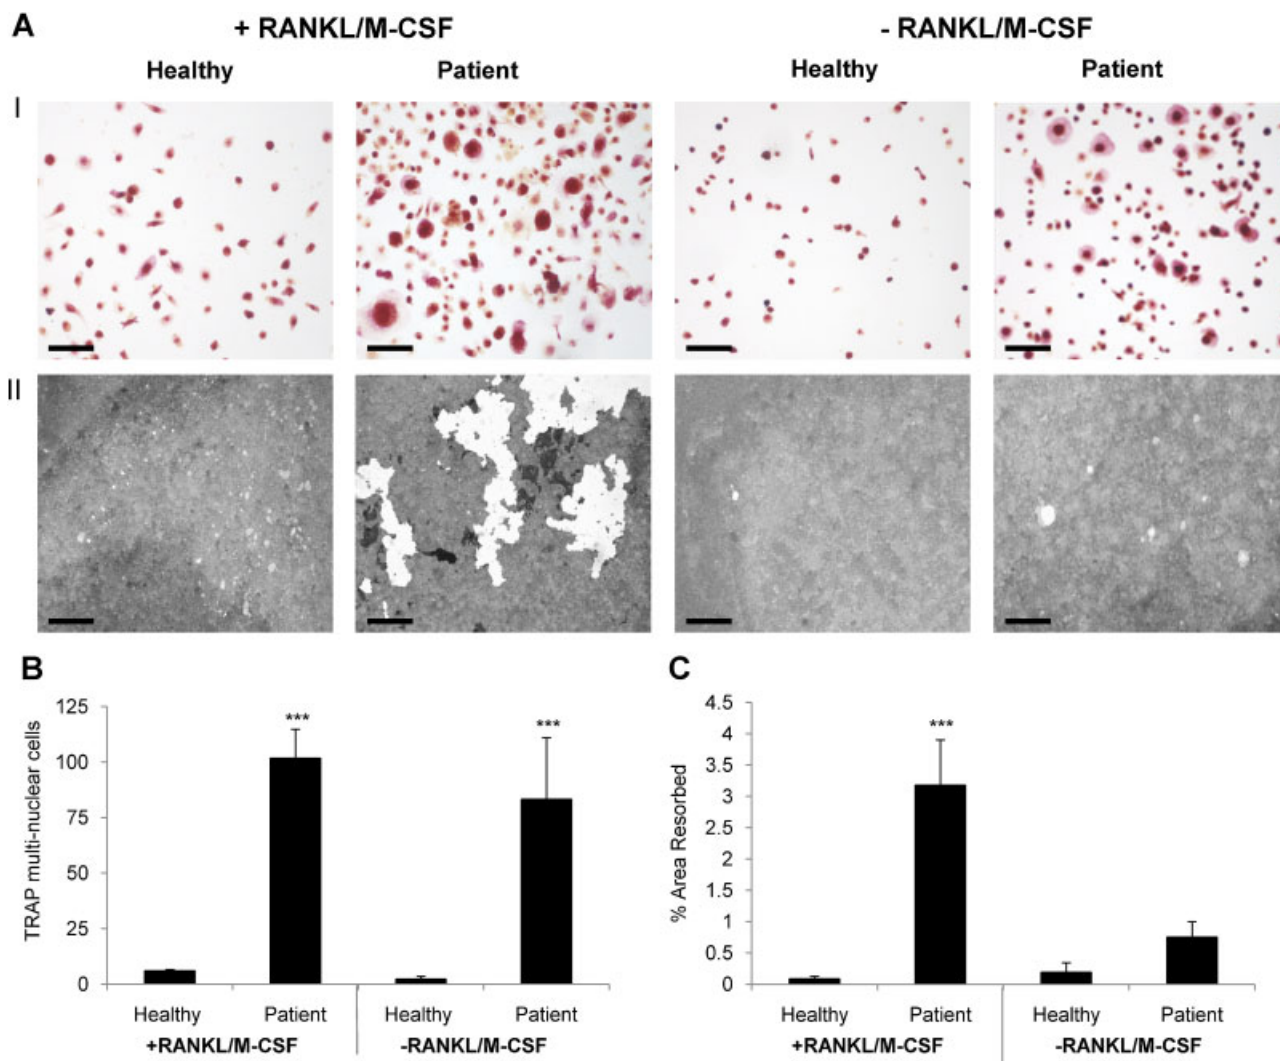 A
+ RANKL/M-CSF
- RANKL/M-CSF
Healthy
Patient
Healthy
Patient
I
II
B
TRAP multi-nuclear cells
125
100
75
50
25
0
***
***
Healthy
Patient
Healthy
Patient
+RANKL/M-CSF
-RANKL/M-CSF
C
% Area Resorbed
4.5
4
3.5
3
2.5
2
1.5
1
0.5
0
***
Healthy
Patient
Healthy
Patient
+RANKL/M-CSF
-RANKL/M-CSF